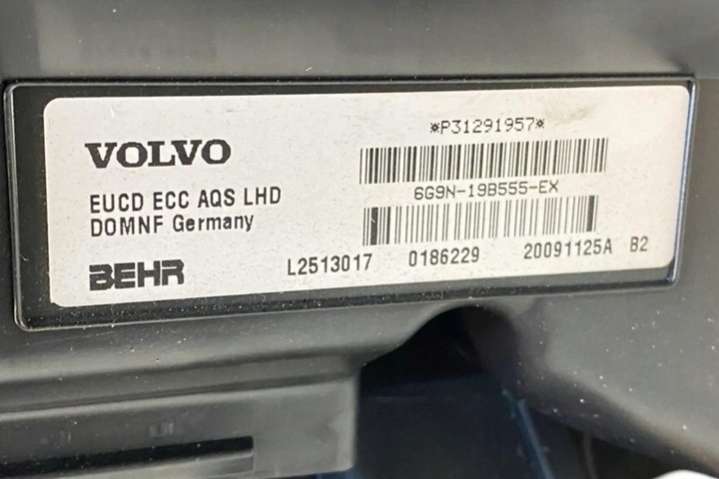 VOLVO
*P31291957*
EUCD ECC AQS LHD
6G9N-19B555-EX
DOMNF Germany
BEHR
L2513017 0186229 20091125A B2